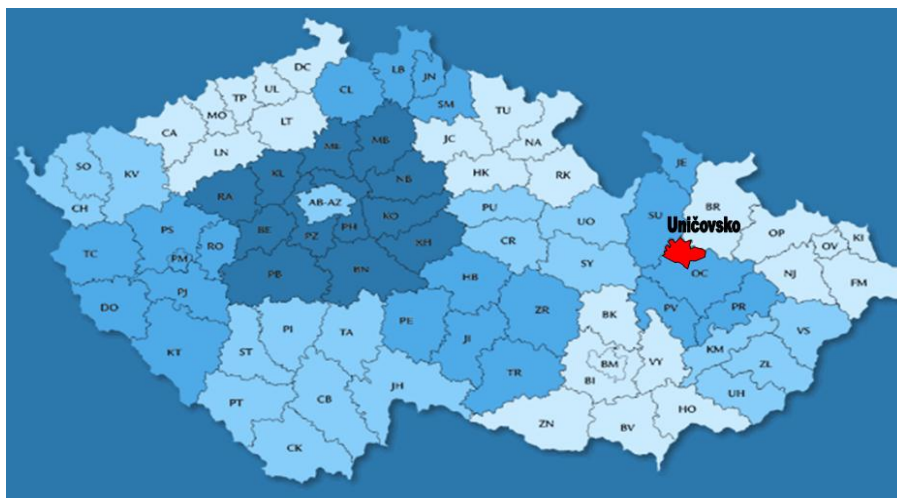 DC
LB
JN
UL
TP
CL
MO
SM
TU
CA
LT
JC
NA
LN
ME
MB
HK
RK
SO
KV
KL
RA
NB
JE
BR
SU
AB-AZ
CH
PU
UO
Uničovsko
KO
PS
BE
PZ
PH
KH
CR
OP
OV
KI
TC
RO
PM
SY
OC
NJ
FM
PB
BN
HB
PJ
DO
ZR
PV
PR
PE
BK
PI
TA
VS
KT
ST
JI
KM
ZL
VY
BM
TR
BI
PT
CB
JH
UH
HO
ZN
BV
CK